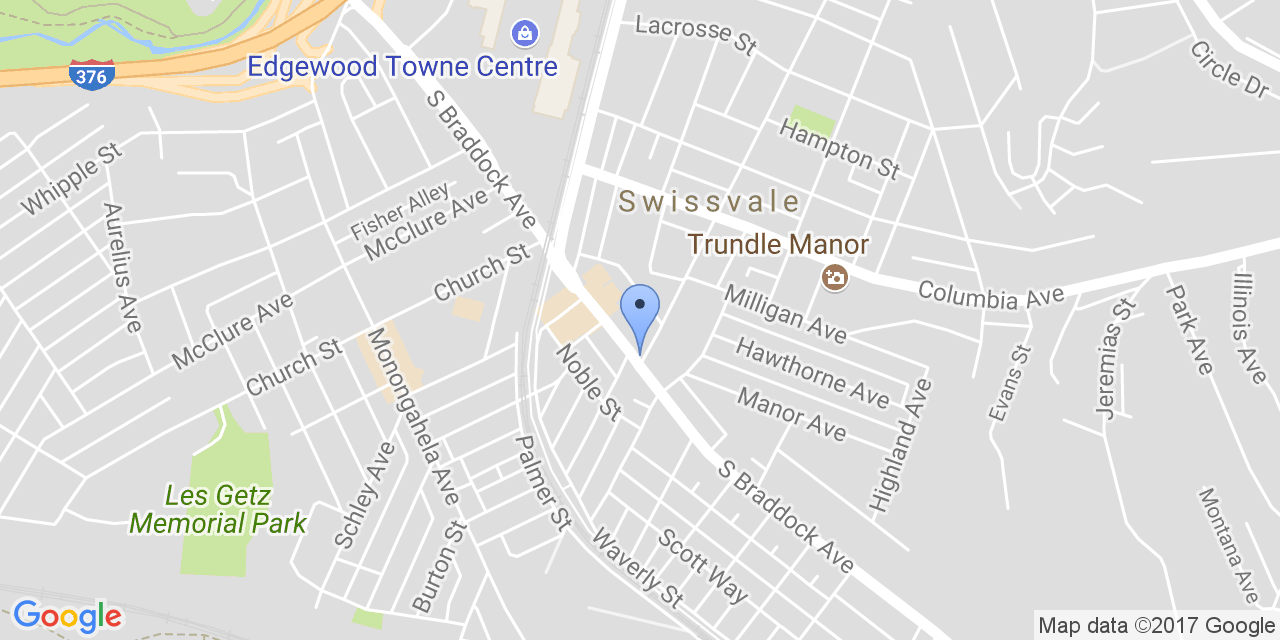 Lacrosse St
Circle Dr
Edgewood Towne Centre
376
S Braddock Ave
Hampton St
Whipple St
Fisher Alley
McClure Ave
Swissvale
Trundle Manor
Aurelius Ave
Church St
Columbia Ave
Milligan Ave
Illinois Ave
Park Ave
Jeremias St
McClure Ave
Church St
Monongahela Ave
Noble St
Hawthorne Ave
Manor Ave
Evans St
Highland Ave
Les Getz
Memorial Park
Schley Ave
Palmer St
S Braddock Ave
Montana Ave
Burton St
Waverly St
Scott Way
Google
Map data ©2017 Google